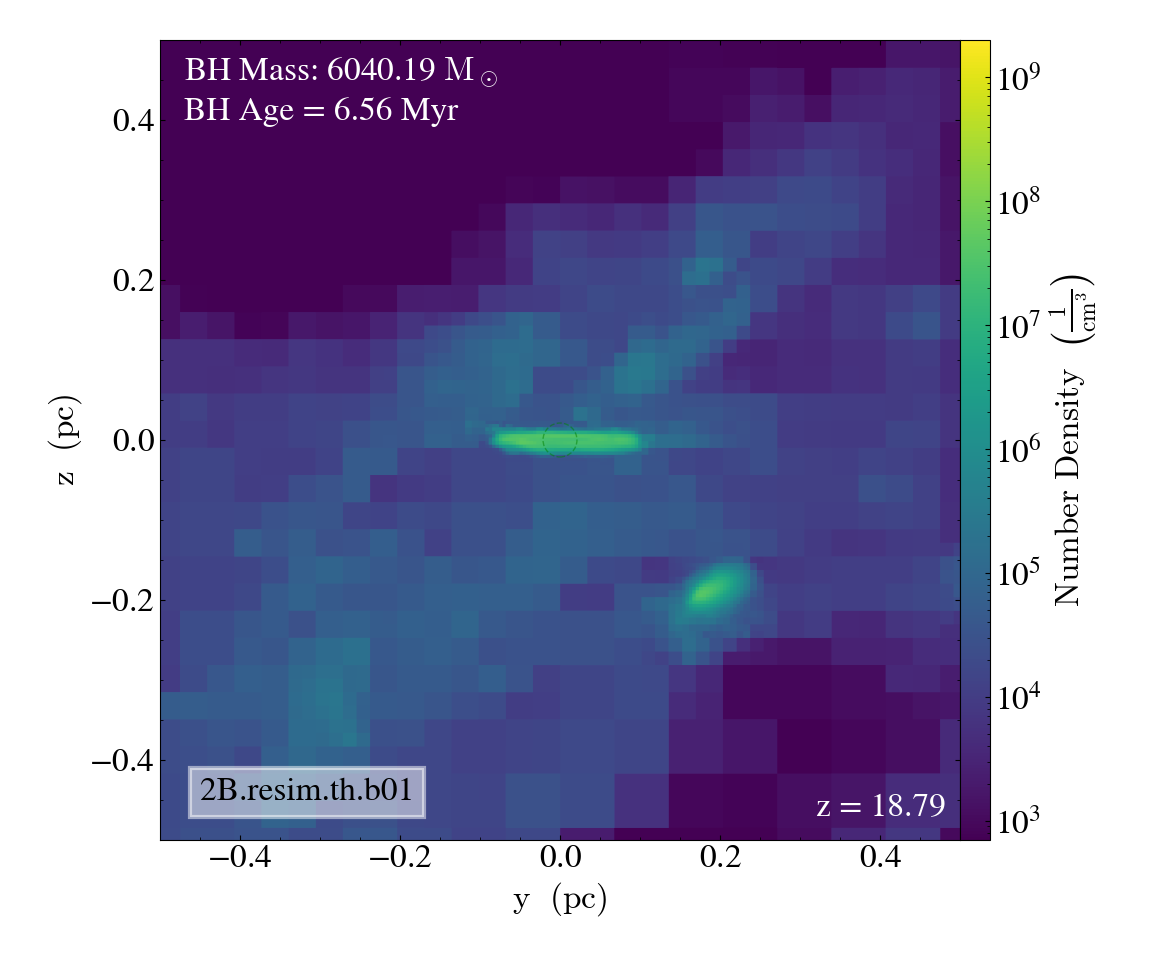 BH Mass: 6040.19 M⊙
BH Age = 6.56 Myr
0.4
0.2
0.0
−0.2
−0.4
z (pc)
2B.resim.th.b01
z = 18.79
−0.4 −0.2 0.0 0.2 0.4
y (pc)
10⁹
10⁸
10⁷
10⁶
10⁵
10⁴
10³
Number Density (1/cm³)